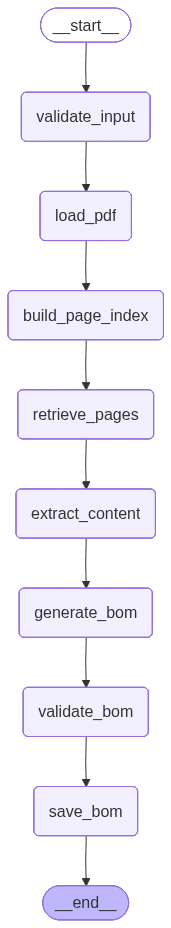 __start__
validate_input
load_pdf
build_page_index
retrieve_pages
extract_content
generate_bom
validate_bom
save_bom
__end__